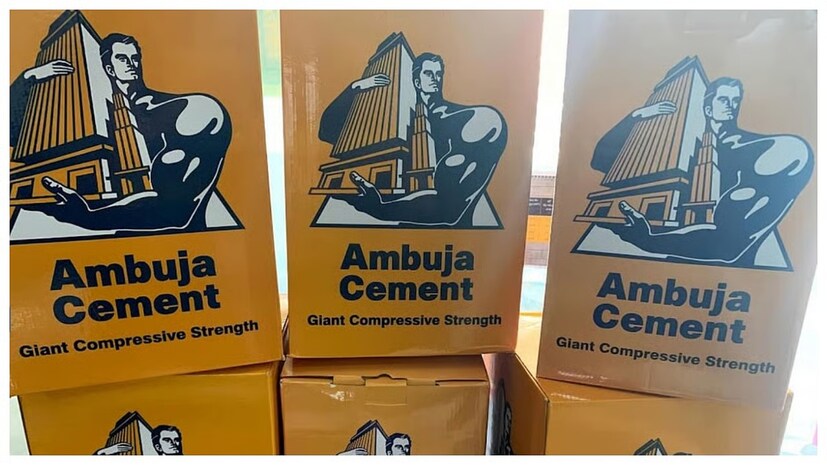 Ambuja
Cement
Giant Compressive Strength
Ambuja
Cement
Giant Compressive Strength
Ambuja
Cement
Giant Compressive Strength